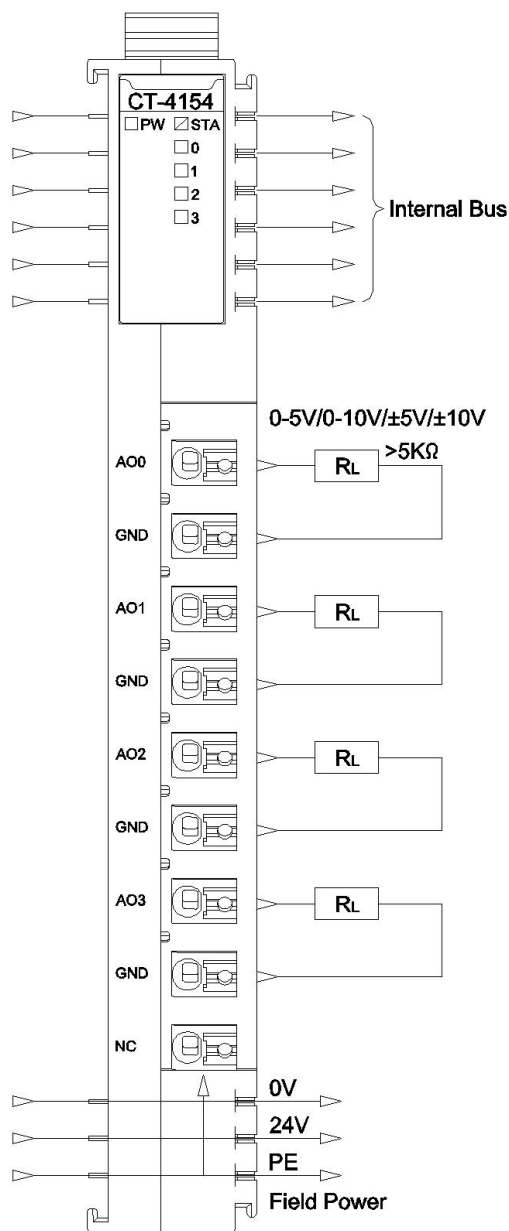 CT-4154
PW STA
0
1
2
3
Internal Bus
0-5V/0-10V/±5V/±10V
>5KΩ
AO0 RL
GND
AO1 RL
GND
AO2 RL
GND
AO3 RL
GND
NC
0V
24V
PE
Field Power